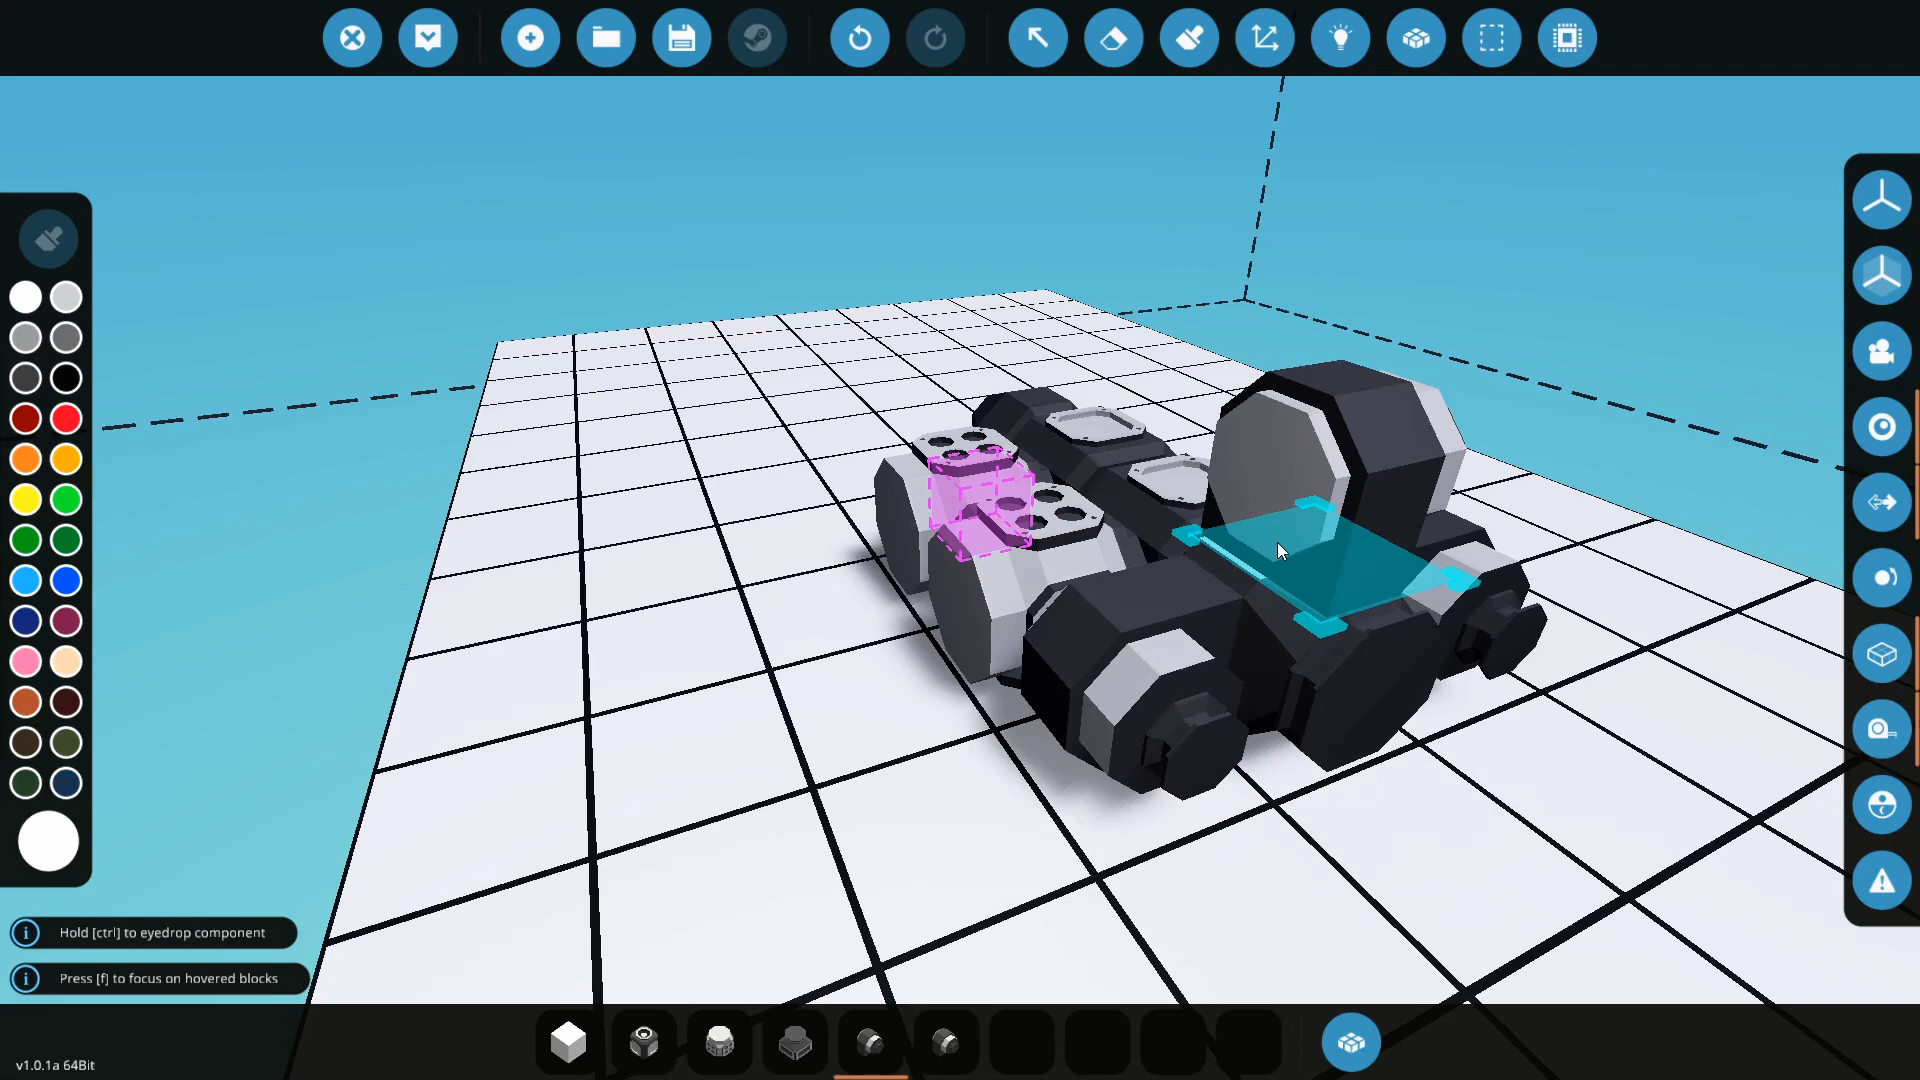 Hold [ctrl] to eyedrop component
Press [f] to focus on hovered blocks
v1.0.1a 64Bit